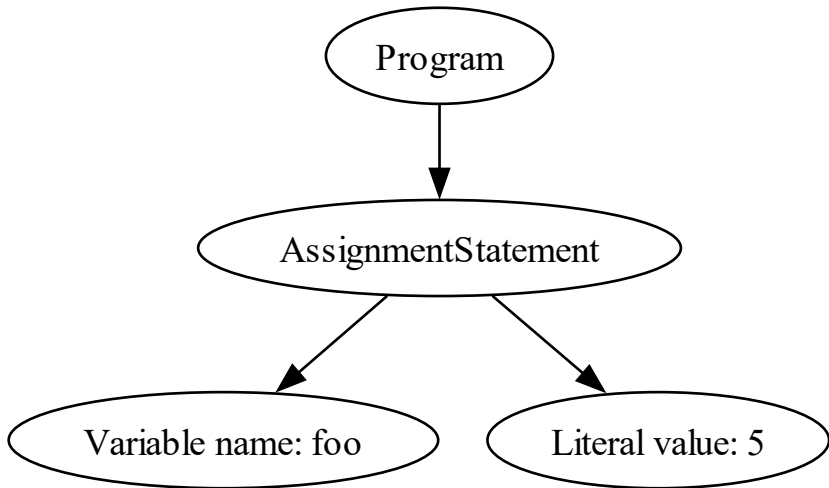 Program
AssignmentStatement
Variable name: foo
Literal value: 5